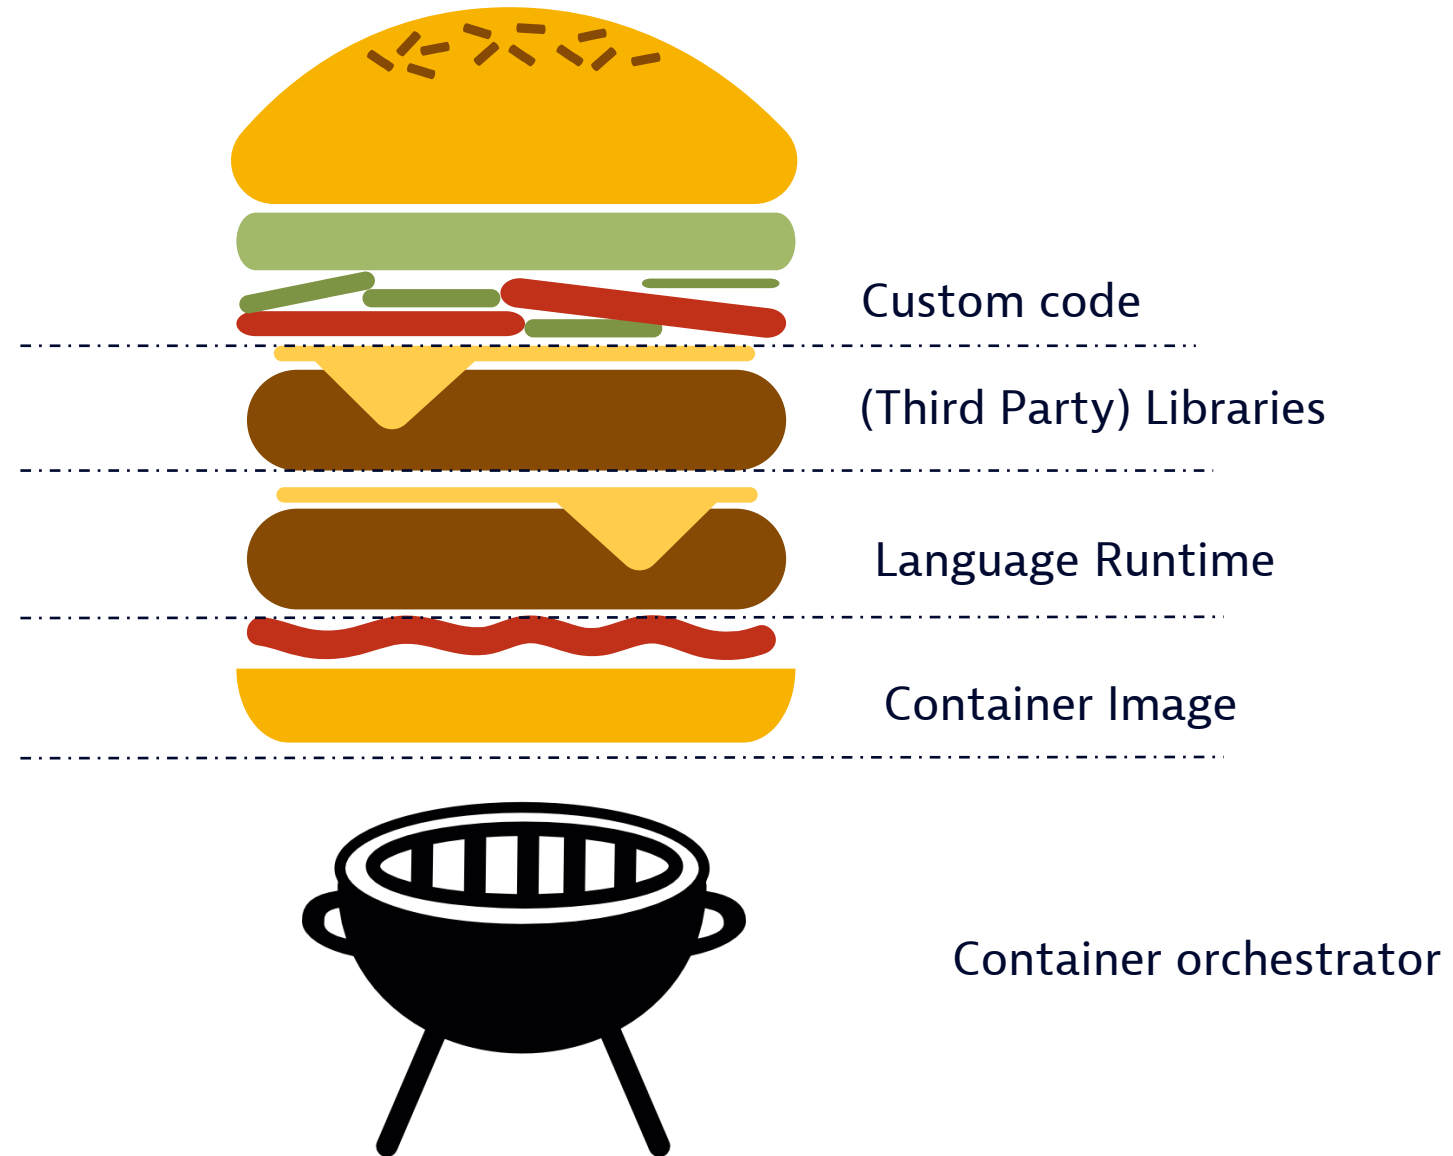 Custom code
(Third Party) Libraries
Language Runtime
Container Image
Container orchestrator